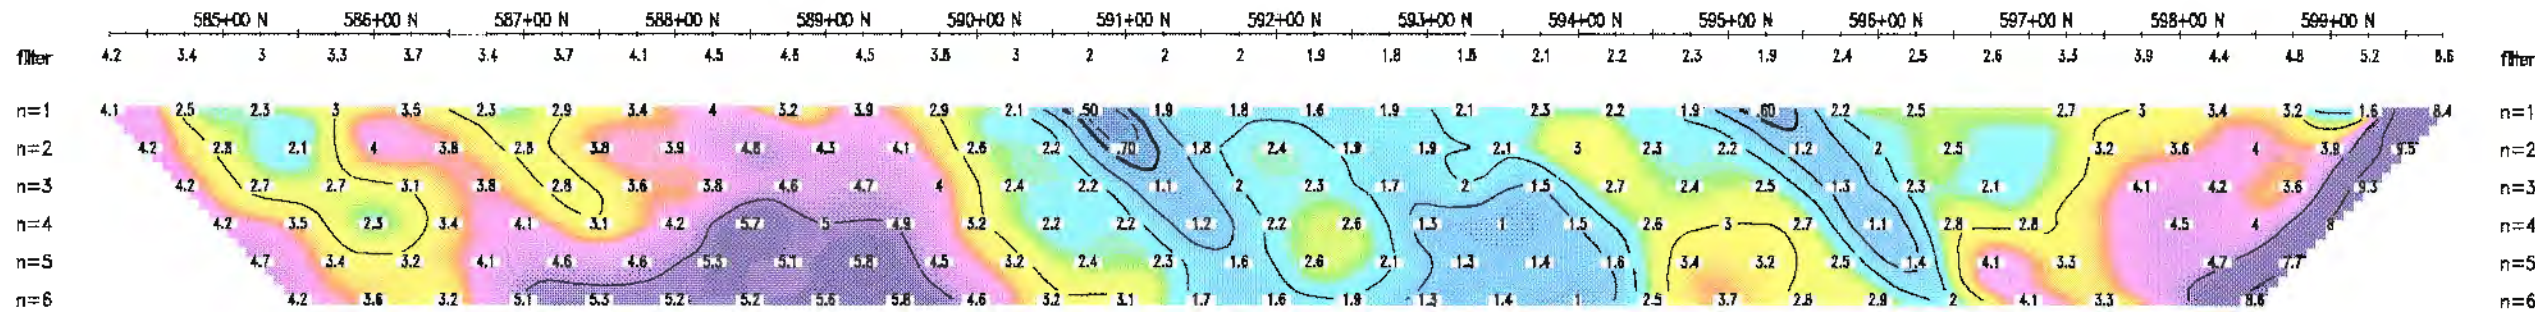 585+00 N 586+00 N 587+00 N 588+00 N 589+00 N 590+00 N 591+00 N 592+00 N 593+00 N 594+00 N 595+00 N 596+00 N 597+00 N 598+00 N 599+00 N
filter 4.2 3.4 3 3.3 3.7 3.4 3.7 4.1 4.5 4.6 4.5 3.8 3 2 2 2 1.9 1.8 1.8 2.1 2.2 2.3 1.9 2.4 2.5 2.6 3.3 3.9 4.4 4.8 5.2 8.6 filter
n=1 4.1 2.5 2.3 3 3.5 2.3 2.9 3.4 4 3.2 3.9 2.9 2.1 .50 1.9 1.8 1.6 1.9 2.1 2.3 2.2 1.9 .60 2.2 2.5 2.7 3 3.4 3.2 1.6 8.4 n=1
n=2 4.2 2.8 2.1 4 3.8 2.8 3.8 3.9 4.8 4.3 4.1 2.6 2.2 .70 1.8 2.4 1.9 1.9 2.1 3 2.3 2.2 1.2 2 2.5 3.2 3.6 4 3.9 9.5 n=2
n=3 4.2 2.7 2.7 3.1 3.8 2.8 3.6 3.8 4.6 4.7 4 2.4 2.2 1.1 2 2.3 1.7 2 1.5 2.7 2.4 2.5 1.3 2.3 2.1 4.1 4.2 3.6 9.3 n=3
n=4 4.2 3.5 2.3 3.4 4.1 3.1 4.2 5.7 5 4.9 3.2 2.2 2.2 1.2 2.2 2.6 1.3 1 1.5 2.6 3 2.7 1.1 2.8 2.8 4.5 4 8 n=4
n=5 4.7 3.4 3.2 4.1 4.6 4.6 5.3 5.1 5.8 4.5 3.2 2.4 2.3 1.6 2.6 2.1 1.3 1.4 1.6 3.4 3.2 2.5 1.4 4.1 3.3 4.7 7.7 n=5
n=6 4.2 3.6 3.2 5.1 5.3 5.2 5.2 5.6 5.8 4.6 3.2 3.1 1.7 1.6 1.9 1.3 1.4 1 2.5 3.7 2.8 2.9 2 4.1 3.3 8.6 n=6